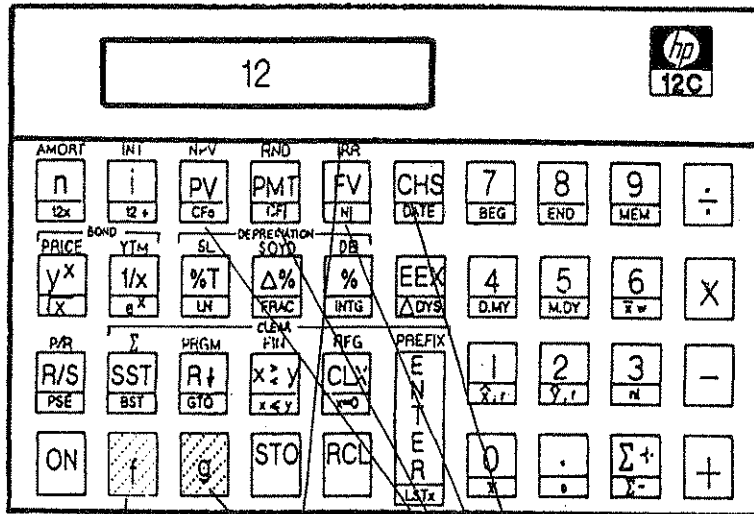 12
hp
12C
AMORT INT NPV RND IRR
n i PV PMT FV CHS 7 8 9 ÷
12x 12÷ CFo CFj Nj DATE BEG END MEM
BOND DEPRECIATION
PRICE YTM SL SOYD DB
y^x 1/x %T Δ% % EEX 4 5 6 X
√x e^x LN FRAC INTG ΔDYS D.MY M.DY x̄w
CLEAR
P/R Σ PRGM FIN REG PREFIX
R/S SST R↓ x≷y CLX ENTER 1 2 3 −
PSE BST GTO x≤y x=0 x̂,r ŷ,r n!
ON f g STO RCL 0 . Σ+ +
LSTx x̄ s Σ−